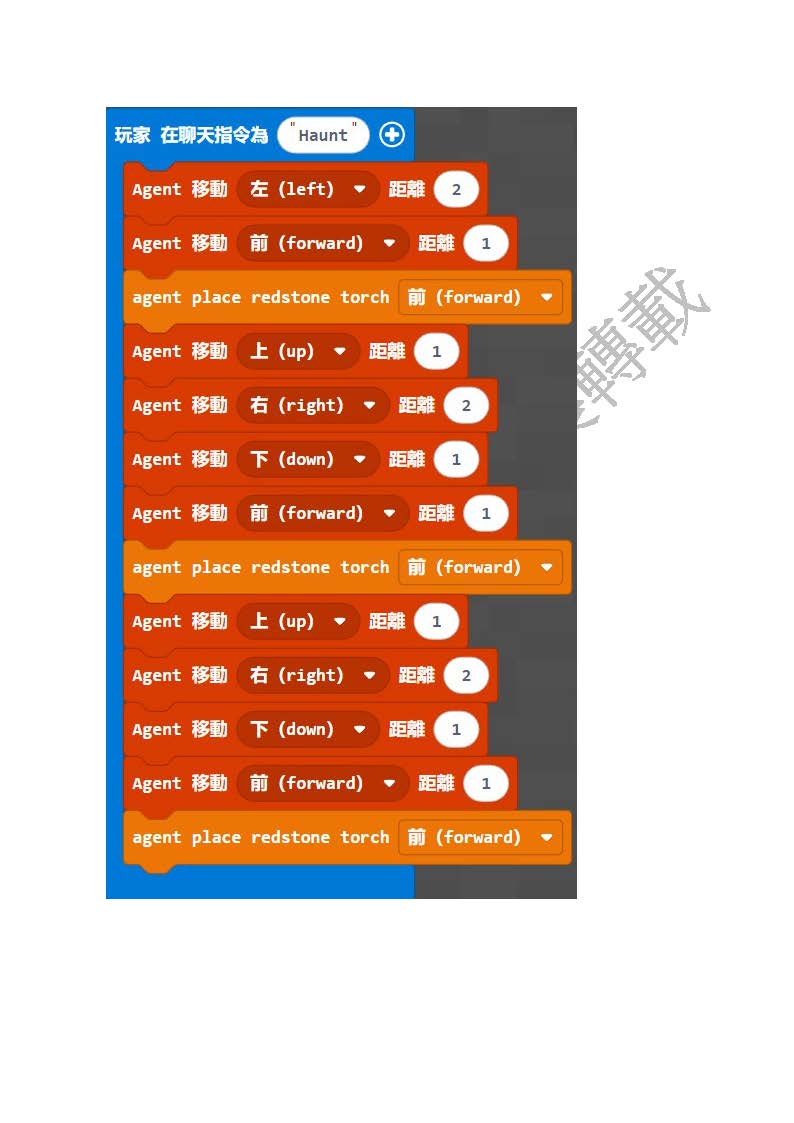 玩家 在聊天指令為 "Haunt"
Agent 移動 左 (left) 距離 2
Agent 移動 前 (forward) 距離 1
agent place redstone torch 前 (forward)
Agent 移動 上 (up) 距離 1
Agent 移動 右 (right) 距離 2
Agent 移動 下 (down) 距離 1
Agent 移動 前 (forward) 距離 1
agent place redstone torch 前 (forward)
Agent 移動 上 (up) 距離 1
Agent 移動 右 (right) 距離 2
Agent 移動 下 (down) 距離 1
Agent 移動 前 (forward) 距離 1
agent place redstone torch 前 (forward)
轉載